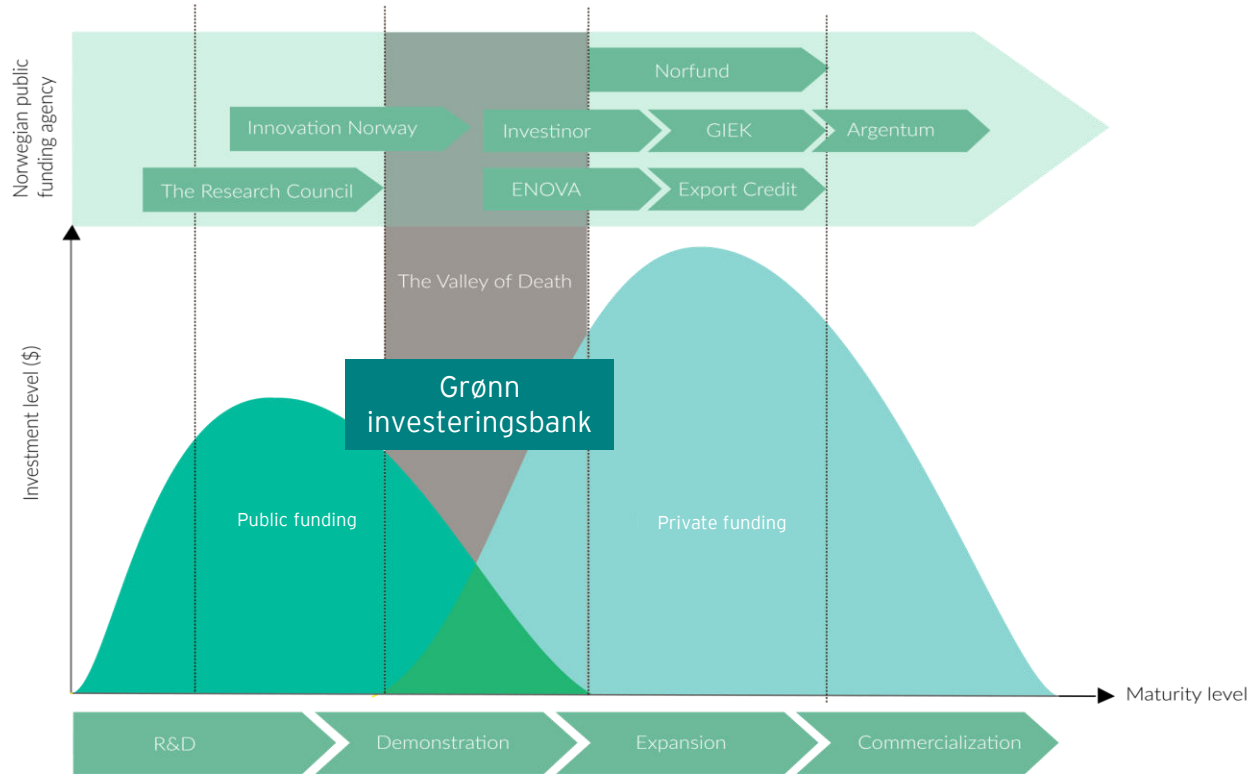 Norwegian public
funding agency
Norfund
Innovation Norway
Investinor
GIEK
Argentum
The Research Council
ENOVA
Export Credit
Investment level ($)
The Valley of Death
Grønn
investeringsbank
Public funding
Private funding
Maturity level
R&D
Demonstration
Expansion
Commercialization